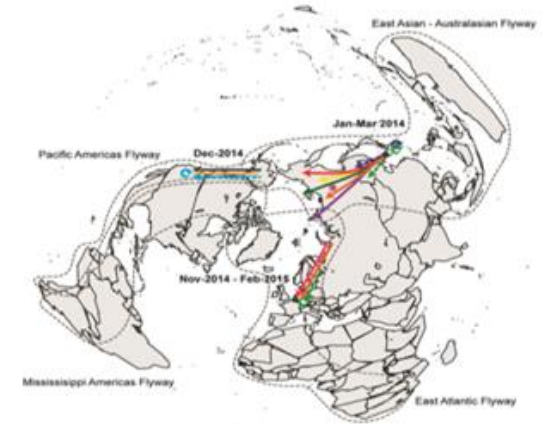 East Asian - Australasian Flyway
Jan-Mar 2014
Dec-2014
Pacific Americas Flyway
Nov-2014 - Feb-2015
Mississisippi Americas Flyway
East Atlantic Flyway